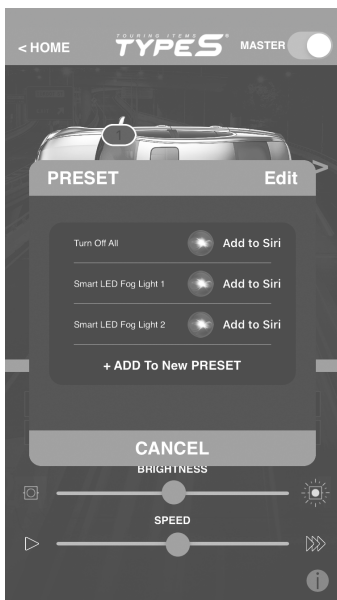 < HOME
TOURING ITEMS
TYPE S®
MASTER
1
PRESET
Edit
Turn Off All
Add to Siri
Smart LED Fog Light 1
Add to Siri
Smart LED Fog Light 2
Add to Siri
+ ADD To New PRESET
CANCEL
BRIGHTNESS
SPEED